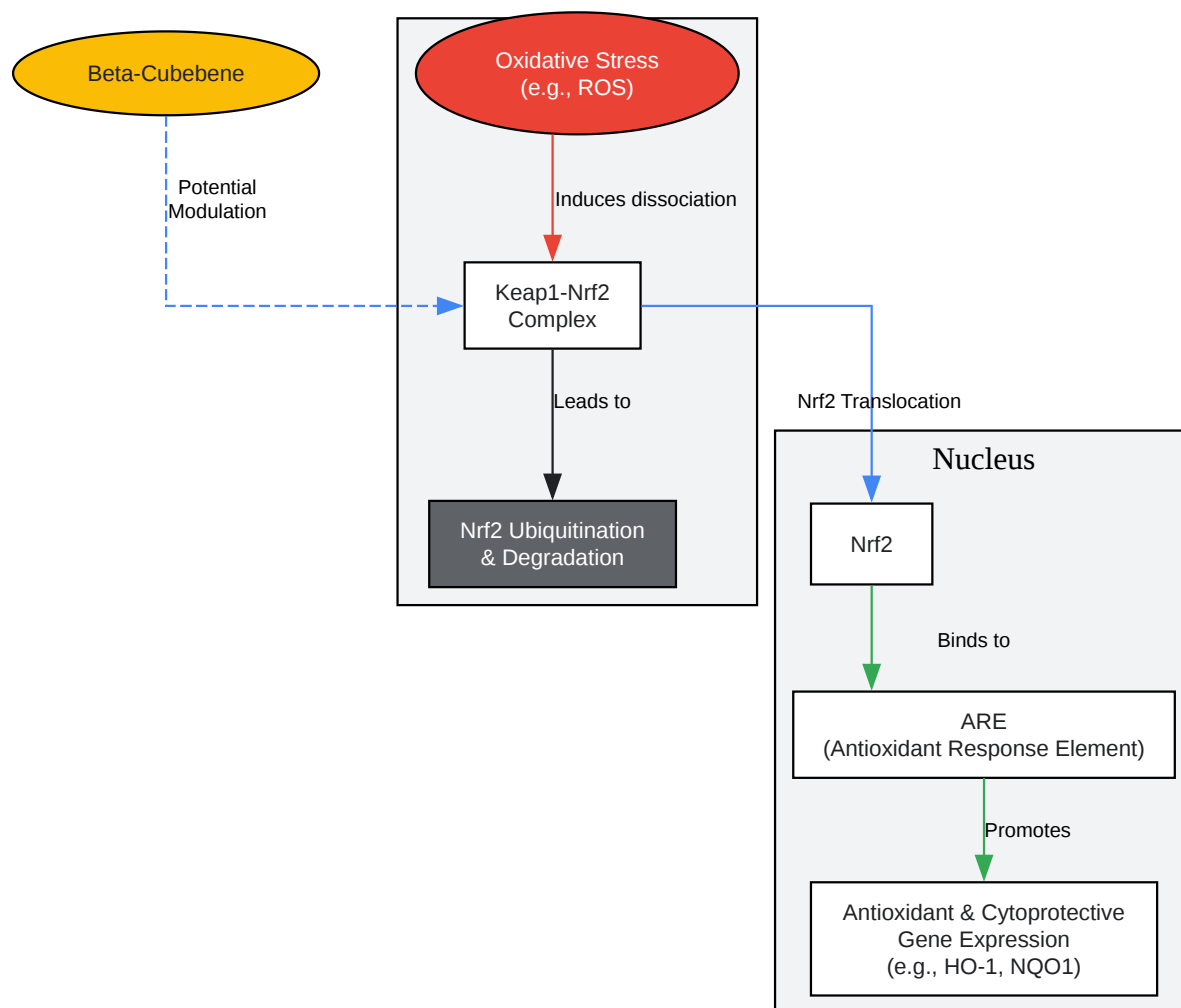 Beta-Cubebene
Oxidative Stress
(e.g., ROS)
Potential
Modulation
Induces dissociation
Keap1-Nrf2
Complex
Leads to
Nrf2 Translocation
Nucleus
Nrf2 Ubiquitination
& Degradation
Nrf2
Binds to
ARE
(Antioxidant Response Element)
Promotes
Antioxidant & Cytoprotective
Gene Expression
(e.g., HO-1, NQO1)